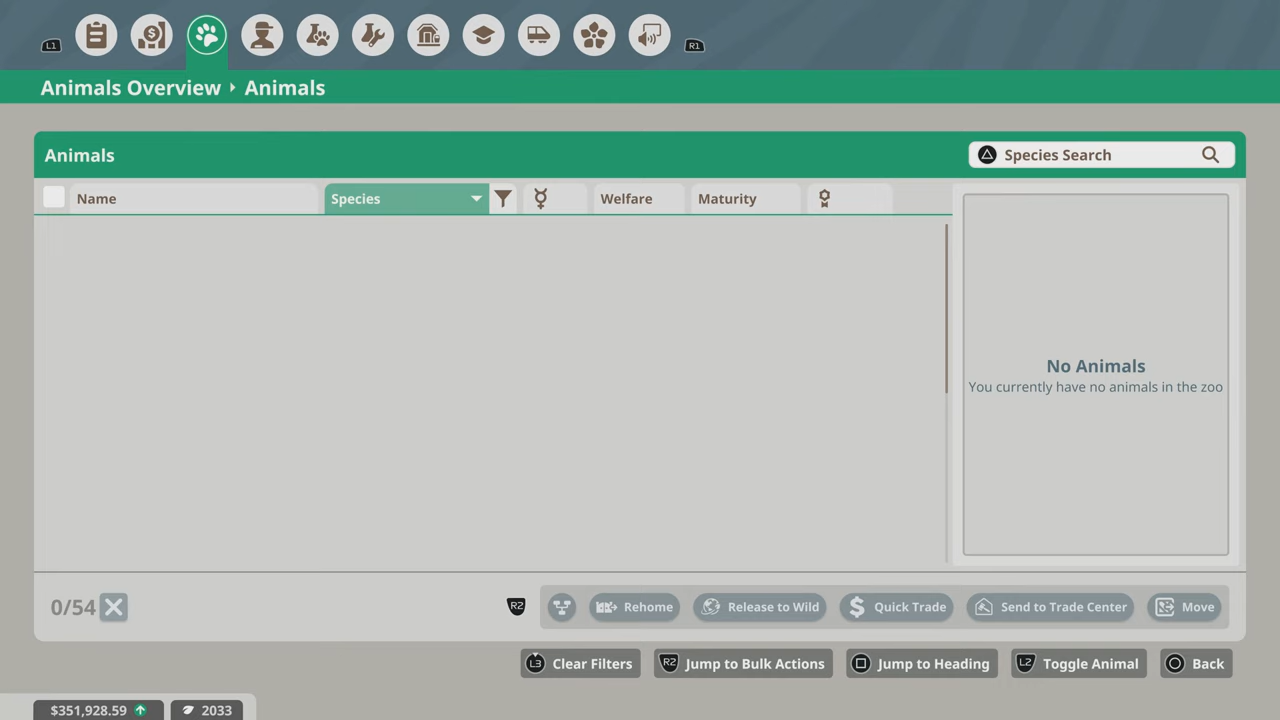 L1
R1
Animals Overview ▸ Animals
Animals
Species Search
Name
Species
Welfare
Maturity
No Animals
You currently have no animals in the zoo
0/54
R2
Rehome
Release to Wild
Quick Trade
Send to Trade Center
Move
L3 Clear Filters
R2 Jump to Bulk Actions
Jump to Heading
L2 Toggle Animal
Back
$351,928.59
2033